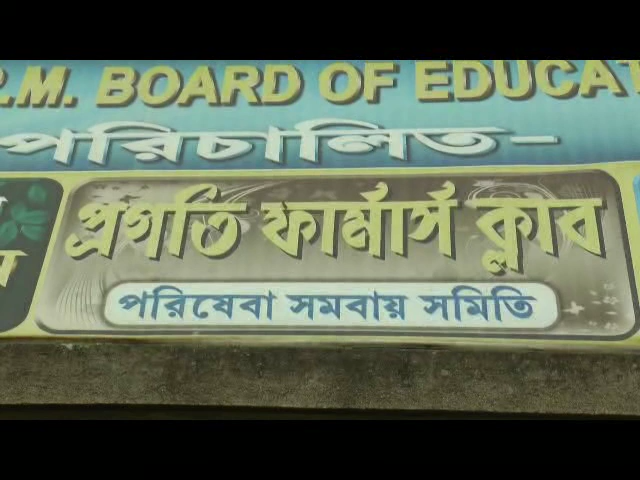 P.M. BOARD OF EDUCAT
পরিচালিত-
প্রগতি ফার্মার্স ক্লাব
পরিষেবা সমবায় সমিতি